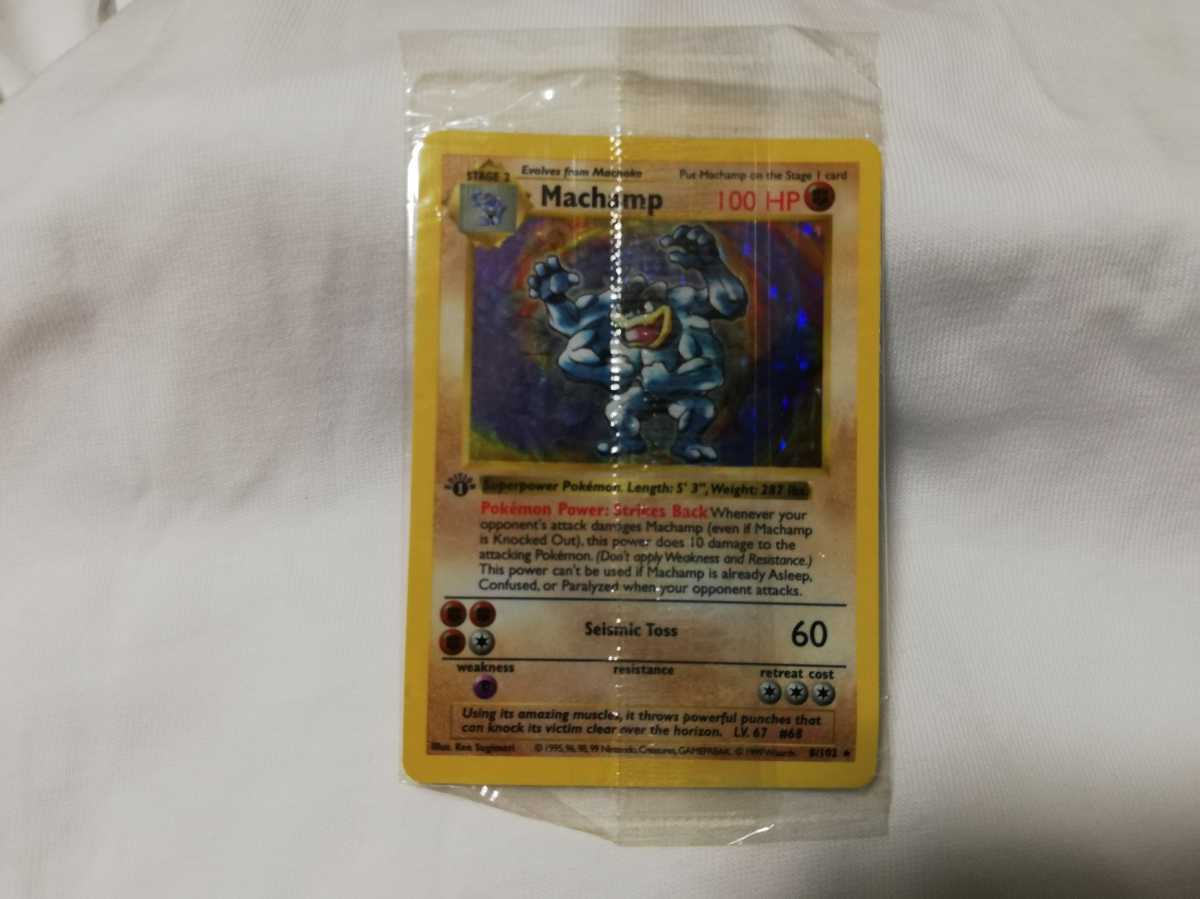 STAGE 2 Evolves from Machoke Put Machamp on the Stage 1 card
Machamp 100 HP
EDITION 1
Superpower Pokémon. Length: 5' 3", Weight: 287 lbs.
Pokémon Power: Strikes Back Whenever your
opponent's attack damages Machamp (even if Machamp
is Knocked Out), this power does 10 damage to the
attacking Pokémon. (Don't apply Weakness and Resistance.)
This power can't be used if Machamp is already Asleep,
Confused, or Paralyzed when your opponent attacks.
Seismic Toss 60
weakness resistance retreat cost
Using its amazing muscles, it throws powerful punches that
can knock its victim clear over the horizon. LV. 67 #68
Illus. Ken Sugimori © 1995, 96, 98, 99 Nintendo, Creatures, GAMEFREAK. © 1999 Wizards. 8/102 ★